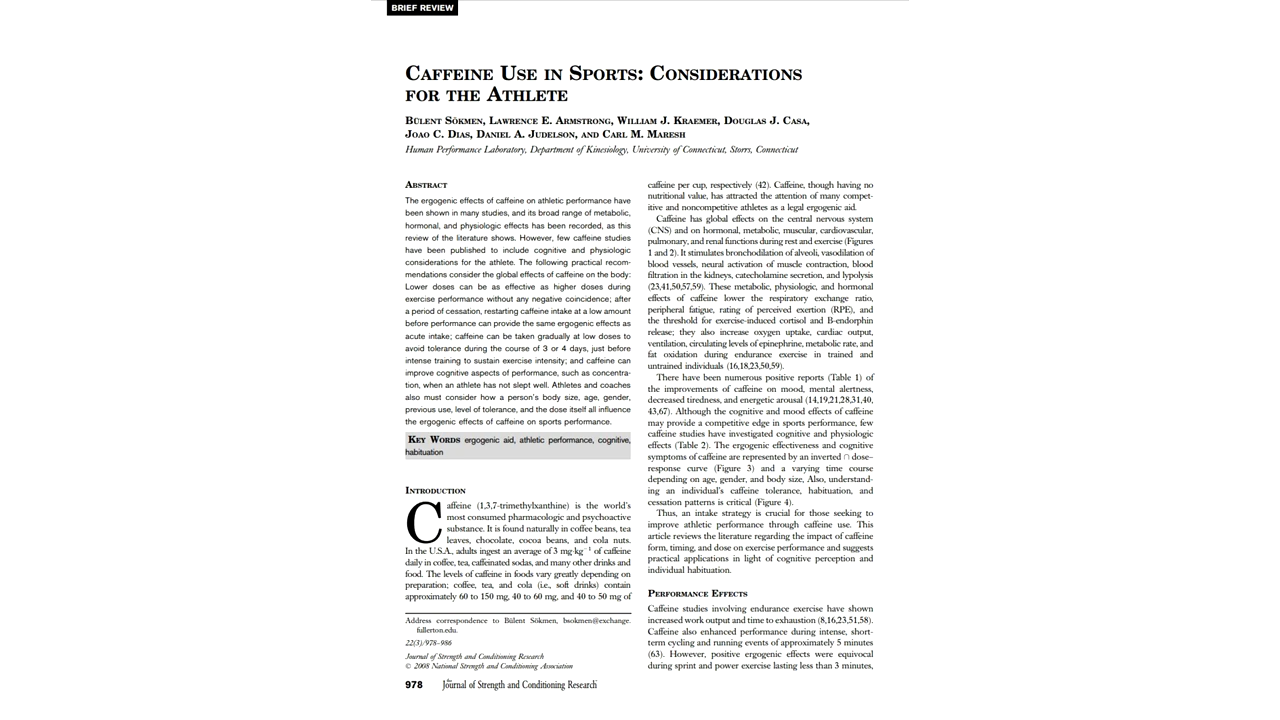 BRIEF REVIEW
CAFFEINE USE IN SPORTS: CONSIDERATIONS
FOR THE ATHLETE
BÜLENT SÖKMEN, LAWRENCE E. ARMSTRONG, WILLIAM J. KRAEMER, DOUGLAS J. CASA,
JOAO C. DIAS, DANIEL A. JUDELSON, AND CARL M. MARESH
Human Performance Laboratory, Department of Kinesiology, University of Connecticut, Storrs, Connecticut
ABSTRACT
The ergogenic effects of caffeine on athletic performance have
been shown in many studies, and its broad range of metabolic,
hormonal, and physiologic effects has been recorded, as this
review of the literature shows. However, few caffeine studies
have been published to include cognitive and physiologic
considerations for the athlete. The following practical recom-
mendations consider the global effects of caffeine on the body:
Lower doses can be as effective as higher doses during
exercise performance without any negative coincidence; after
a period of cessation, restarting caffeine intake at a low amount
before performance can provide the same ergogenic effects as
acute intake; caffeine can be taken gradually at low doses to
avoid tolerance during the course of 3 or 4 days, just before
intense training to sustain exercise intensity; and caffeine can
improve cognitive aspects of performance, such as concentra-
tion, when an athlete has not slept well. Athletes and coaches
also must consider how a person's body size, age, gender,
previous use, level of tolerance, and the dose itself all influence
the ergogenic effects of caffeine on sports performance.
KEY WORDS ergogenic aid, athletic performance, cognitive,
habituation
INTRODUCTION
Caffeine (1,3,7-trimethylxanthine) is the world's
most consumed pharmacologic and psychoactive
substance. It is found naturally in coffee beans, tea
leaves, chocolate, cocoa beans, and cola nuts.
In the U.S.A., adults ingest an average of 3 mg·kg⁻¹ of caffeine
daily in coffee, tea, caffeinated sodas, and many other drinks and
food. The levels of caffeine in foods vary greatly depending on
preparation; coffee, tea, and cola (i.e., soft drinks) contain
approximately 60 to 150 mg, 40 to 60 mg, and 40 to 50 mg of
Address correspondence to Bülent Sökmen, bsokmen@exchange.
fullerton.edu.
22(3)/978–986
Journal of Strength and Conditioning Research
© 2008 National Strength and Conditioning Association
caffeine per cup, respectively (42). Caffeine, though having no
nutritional value, has attracted the attention of many compet-
itive and noncompetitive athletes as a legal ergogenic aid.
Caffeine has global effects on the central nervous system
(CNS) and on hormonal, metabolic, muscular, cardiovascular,
pulmonary, and renal functions during rest and exercise (Figures
1 and 2). It stimulates bronchodilation of alveoli, vasodilation of
blood vessels, neural activation of muscle contraction, blood
filtration in the kidneys, catecholamine secretion, and lypolysis
(23,41,50,57,59). These metabolic, physiologic, and hormonal
effects of caffeine lower the respiratory exchange ratio,
peripheral fatigue, rating of perceived exertion (RPE), and
the threshold for exercise-induced cortisol and B-endorphin
release; they also increase oxygen uptake, cardiac output,
ventilation, circulating levels of epinephrine, metabolic rate, and
fat oxidation during endurance exercise in trained and
untrained individuals (16,18,23,50,59).
There have been numerous positive reports (Table 1) of
the improvements of caffeine on mood, mental alertness,
decreased tiredness, and energetic arousal (14,19,21,28,31,40,
43,67). Although the cognitive and mood effects of caffeine
may provide a competitive edge in sports performance, few
caffeine studies have investigated cognitive and physiologic
effects (Table 2). The ergogenic effectiveness and cognitive
symptoms of caffeine are represented by an inverted ∩ dose–
response curve (Figure 3) and a varying time course
depending on age, gender, and body size, Also, understand-
ing an individual's caffeine tolerance, habituation, and
cessation patterns is critical (Figure 4).
Thus, an intake strategy is crucial for those seeking to
improve athletic performance through caffeine use. This
article reviews the literature regarding the impact of caffeine
form, timing, and dose on exercise performance and suggests
practical applications in light of cognitive perception and
individual habituation.
PERFORMANCE EFFECTS
Caffeine studies involving endurance exercise have shown
increased work output and time to exhaustion (8,16,23,51,58).
Caffeine also enhanced performance during intense, short-
term cycling and running events of approximately 5 minutes
(63). However, positive ergogenic effects were equivocal
during sprint and power exercise lasting less than 3 minutes,
978 Journal of Strength and Conditioning Research